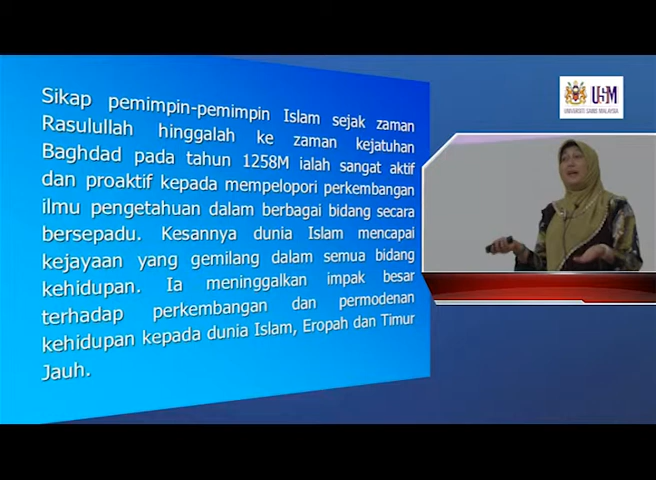 Sikap pemimpin-pemimpin Islam sejak zaman
Rasulullah hinggalah ke zaman kejatuhan
Baghdad pada tahun 1258M ialah sangat aktif
dan proaktif kepada mempelopori perkembangan
ilmu pengetahuan dalam berbagai bidang secara
bersepadu. Kesannya dunia Islam mencapai
kejayaan yang gemilang dalam semua bidang
kehidupan. Ia meninggalkan impak besar
terhadap perkembangan dan permodenan
kehidupan kepada dunia Islam, Eropah dan Timur
Jauh.
USM
UNIVERSITI SAINS MALAYSIA